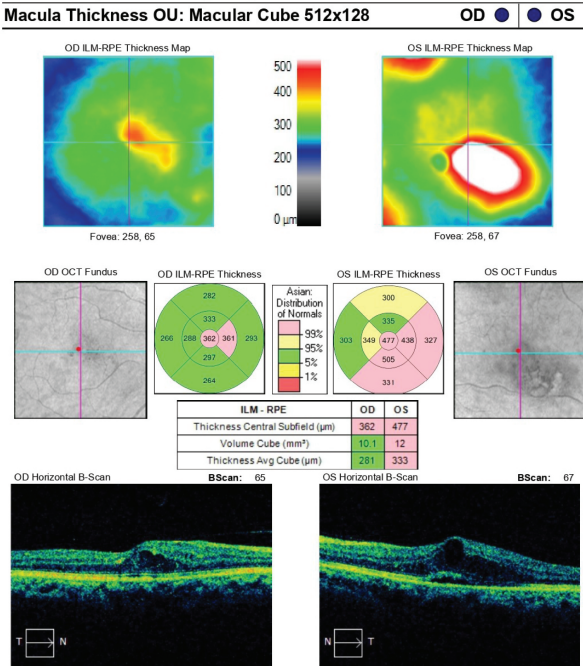 Macula Thickness OU: Macular Cube 512x128 OD OS
OD ILM-RPE Thickness Map
OS ILM-RPE Thickness Map
500
400
300
200
100
0 µm
Fovea: 258, 65
Fovea: 258, 67
OD OCT Fundus
OD ILM-RPE Thickness
OS ILM-RPE Thickness
OS OCT Fundus
282
333
266 288 362 361 293
297
264
Asian:
Distribution
of Normals
99%
95%
5%
1%
300
335
303 349 477 438 327
505
331
ILM - RPE OD OS
Thickness Central Subfield (µm) 362 477
Volume Cube (mm³) 10.1 12
Thickness Avg Cube (µm) 281 333
OD Horizontal B-Scan BScan: 65
OS Horizontal B-Scan BScan: 67
T N
N T